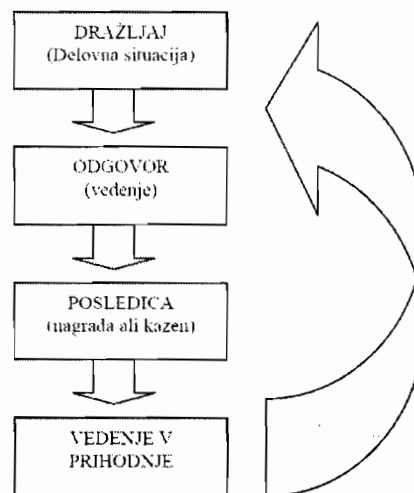 DRAŽLJAJ
(Delovna situacija)
ODGOVOR
(vedenje)
POSLEDICA
(nagrada ali kazen)
VEDENJE V
PRIHODNJE